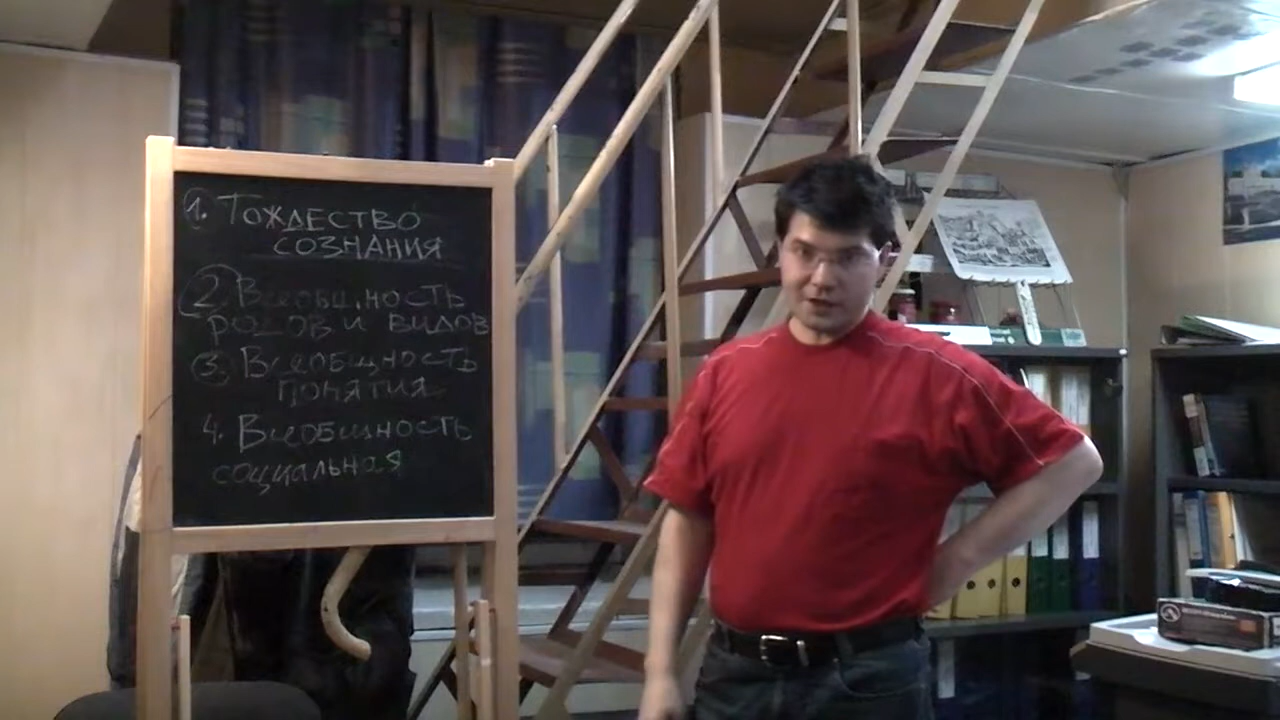 1. Тождество
сознания
2. Всеобщность
родов и видов
3. Всеобщность
понятия
4. Всеобщность
социальная